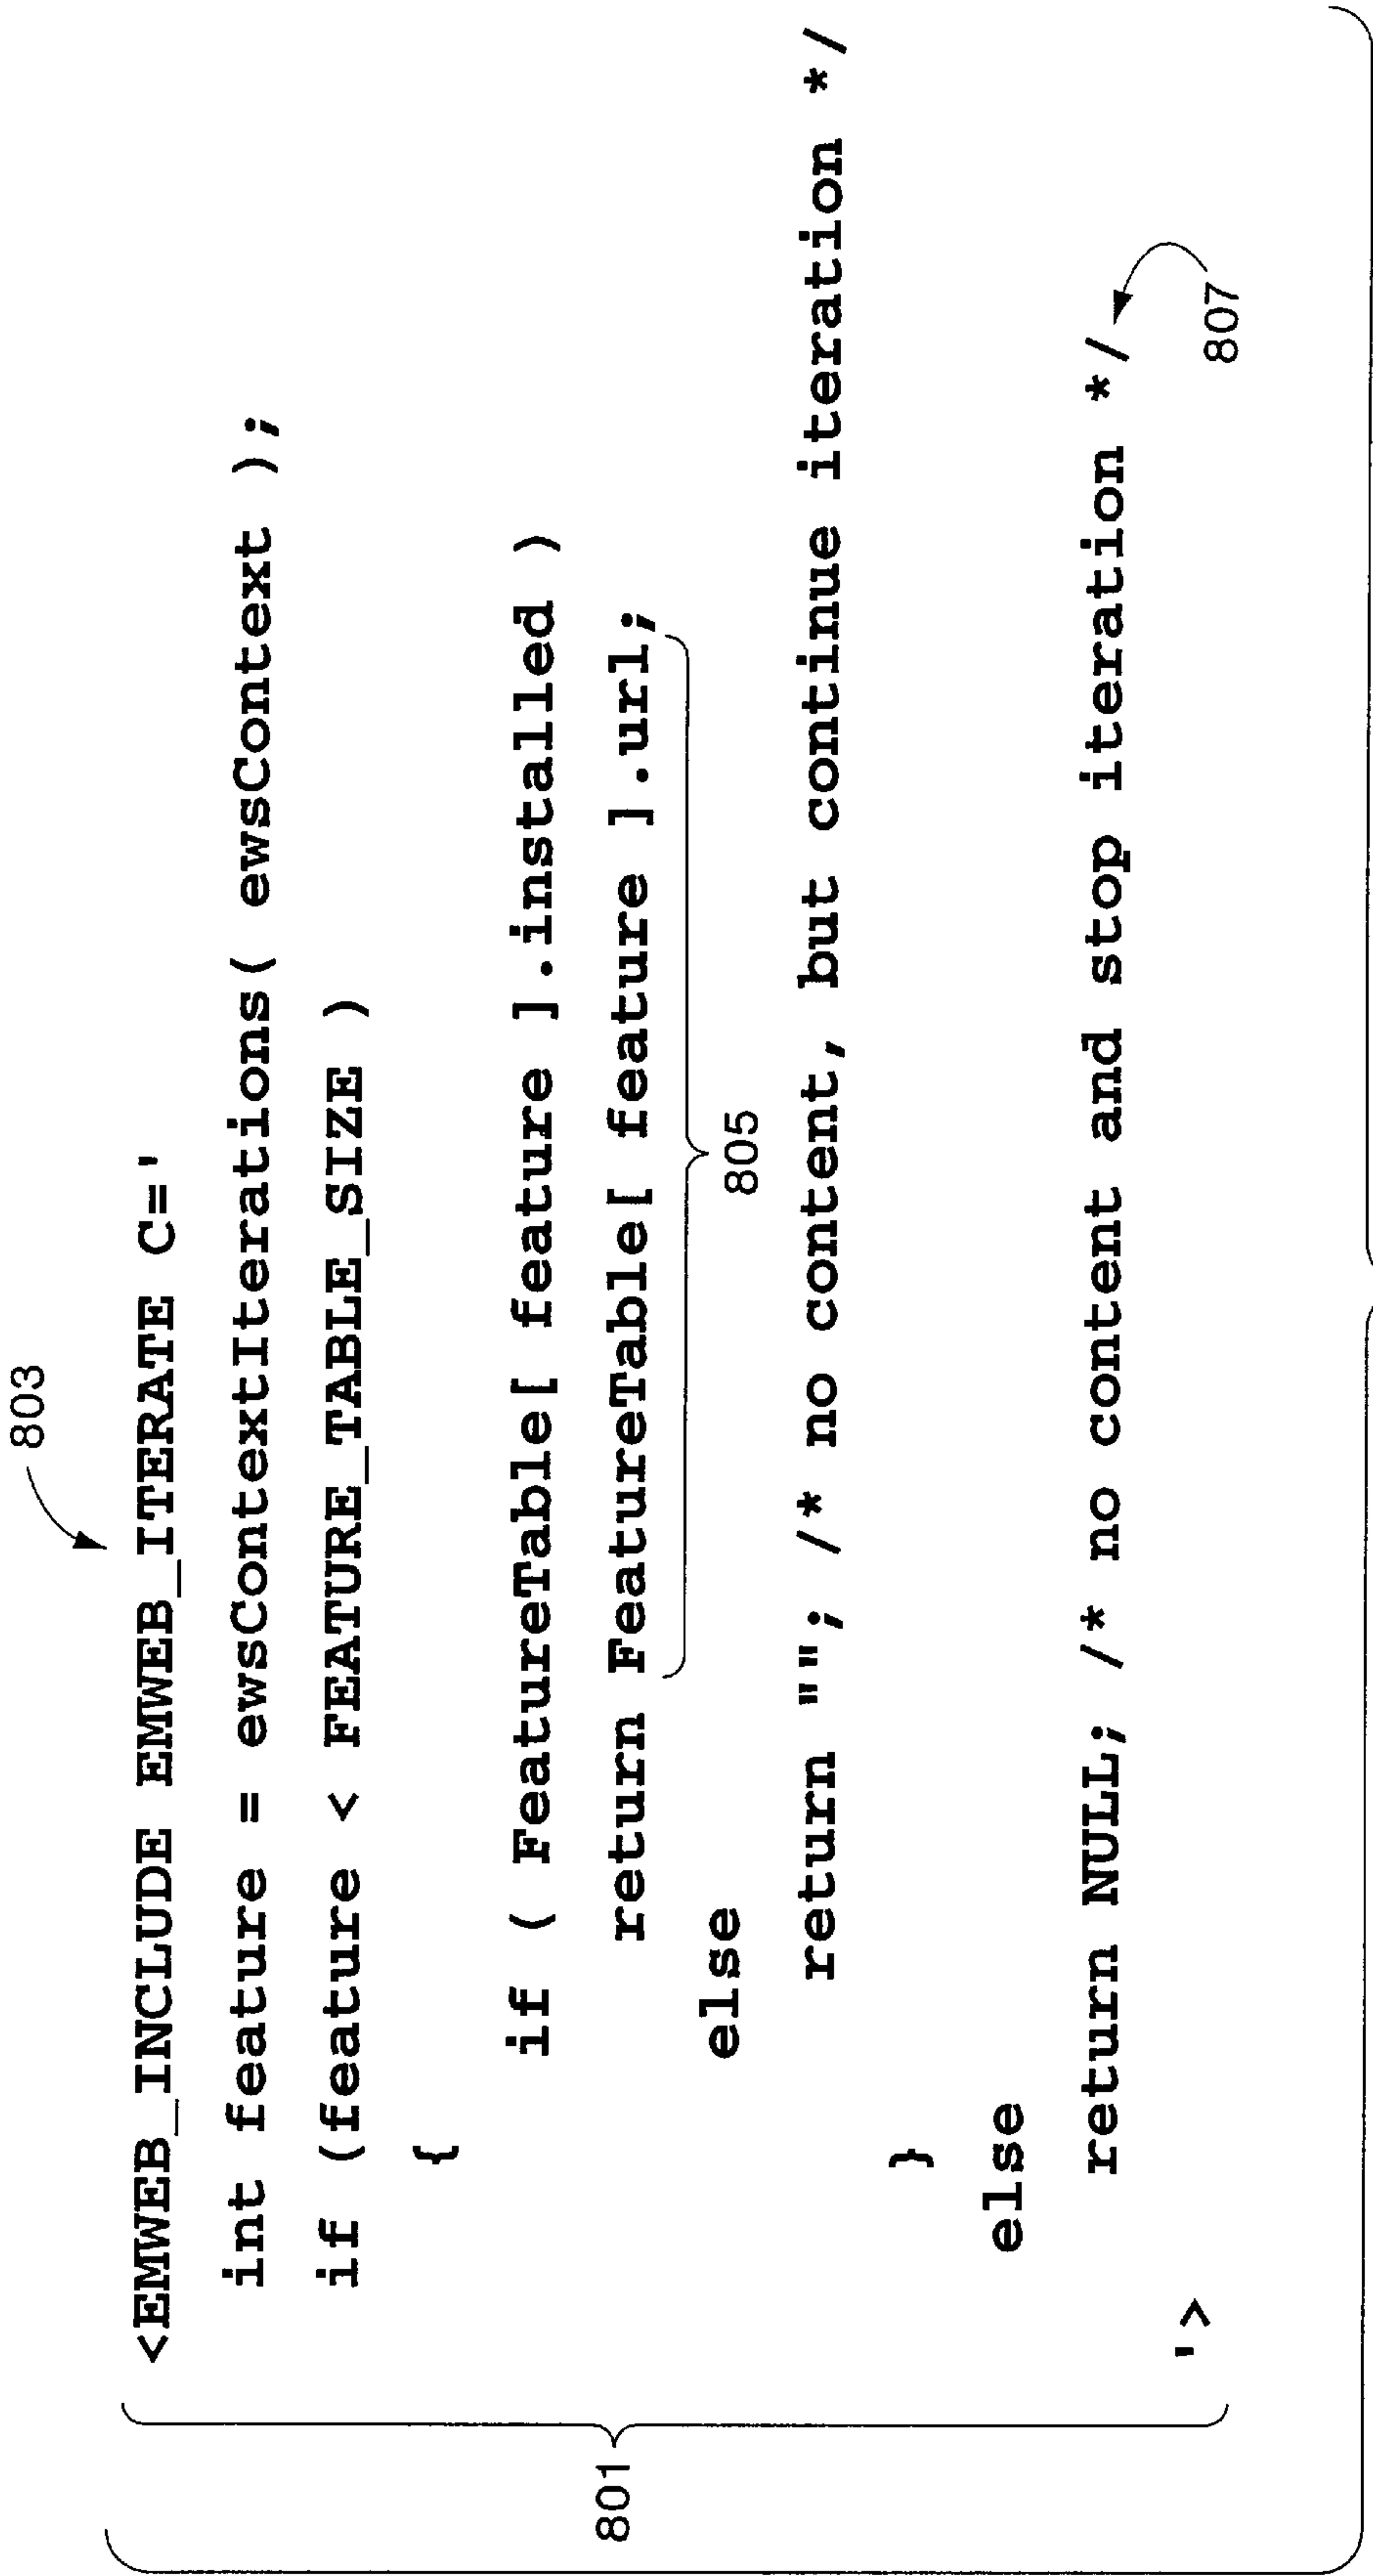 803
<EMWEB_INCLUDE EMWEB_ITERATE C='
int feature = ewsContextIterations( ewsContext );
if (feature < FEATURE_TABLE_SIZE )
{
if ( FeatureTable[ feature ].installed )
return FeatureTable[ feature ].url;
805
else
return ""; /* no content, but continue iteration */
}
else
return NULL; /* no content and stop iteration */
807
'>
801